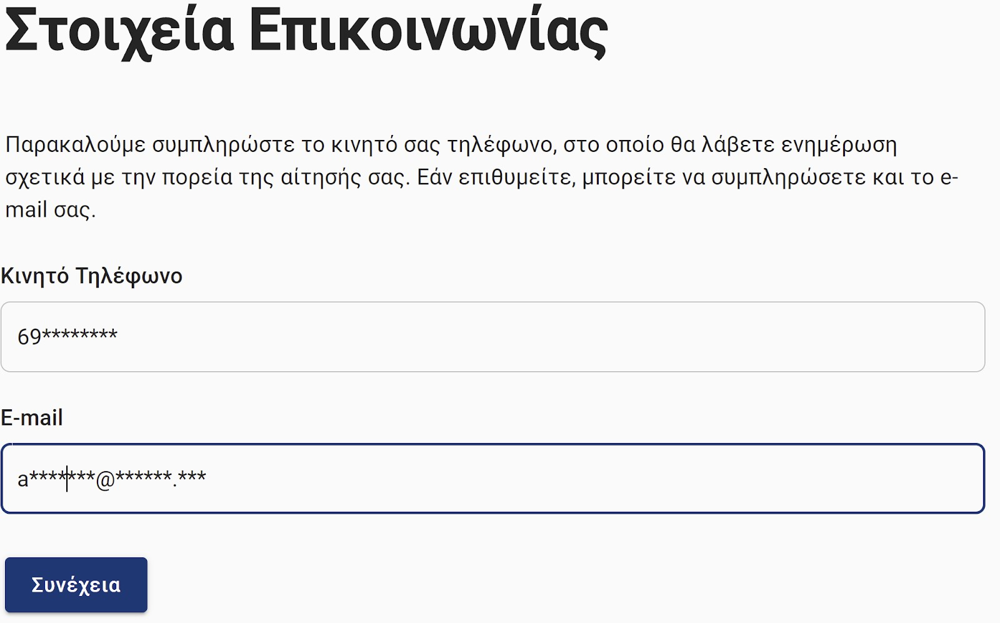 Στοιχεία Επικοινωνίας
Παρακαλούμε συμπληρώστε το κινητό σας τηλέφωνο, στο οποίο θα λάβετε ενημέρωση
σχετικά με την πορεία της αίτησής σας. Εάν επιθυμείτε, μπορείτε να συμπληρώσετε και το e-
mail σας.
Κινητό Τηλέφωνο
69********
E-mail
a*******@******.***
Συνέχεια